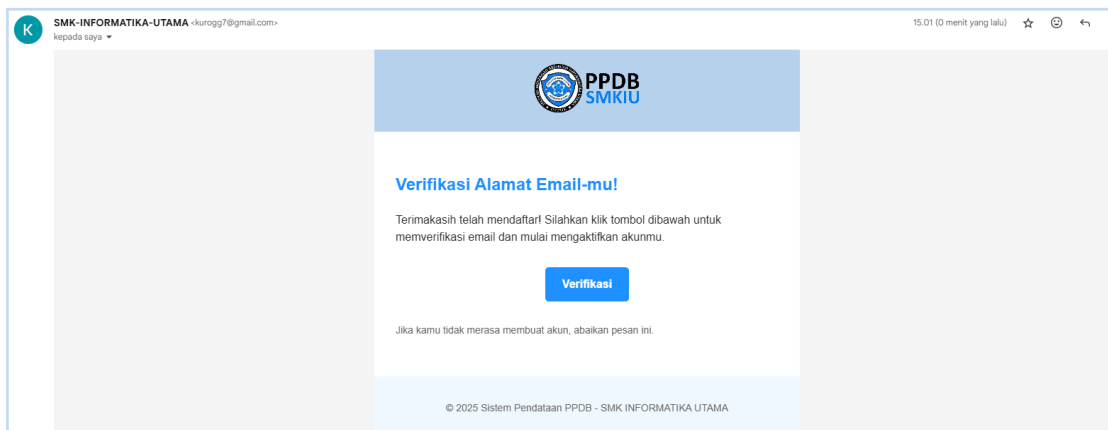 K
SMK-INFORMATIKA-UTAMA <kurogg7@gmail.com>
15.01 (0 menit yang lalu)
kepada saya
PPDB
SMKIU
Verifikasi Alamat Email-mu!
Terimakasih telah mendaftar! Silahkan klik tombol dibawah untuk
memverifikasi email dan mulai mengaktifkan akunmu.
Verifikasi
Jika kamu tidak merasa membuat akun, abaikan pesan ini.
© 2025 Sistem Pendataan PPDB - SMK INFORMATIKA UTAMA